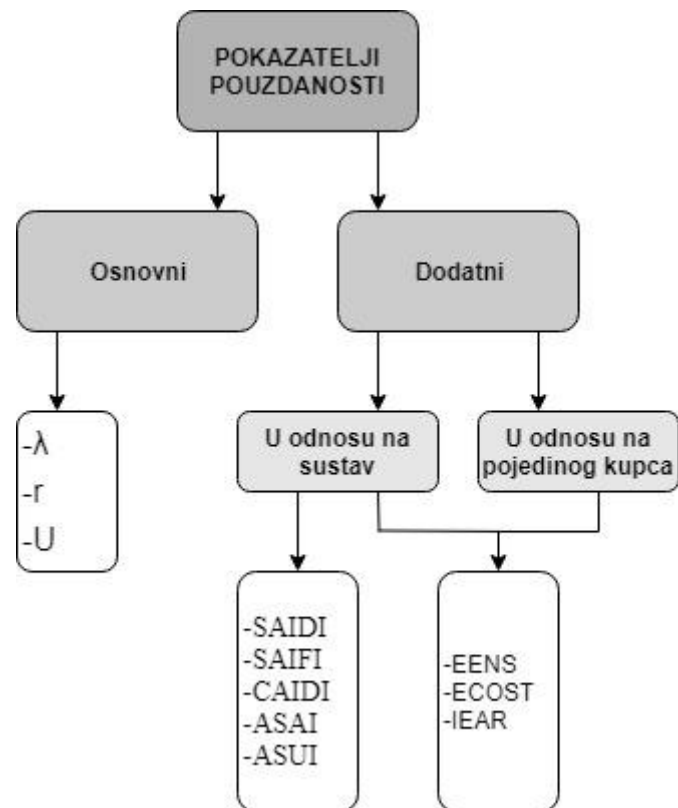 POKAZATELJI
POUZDANOSTI
Osnovni
Dodatni
-λ
-r
-U
U odnosu na
sustav
U odnosu na
pojedinog kupca
-SAIDI
-SAIFI
-CAIDI
-ASAI
-ASUI
-EENS
-ECOST
-IEAR